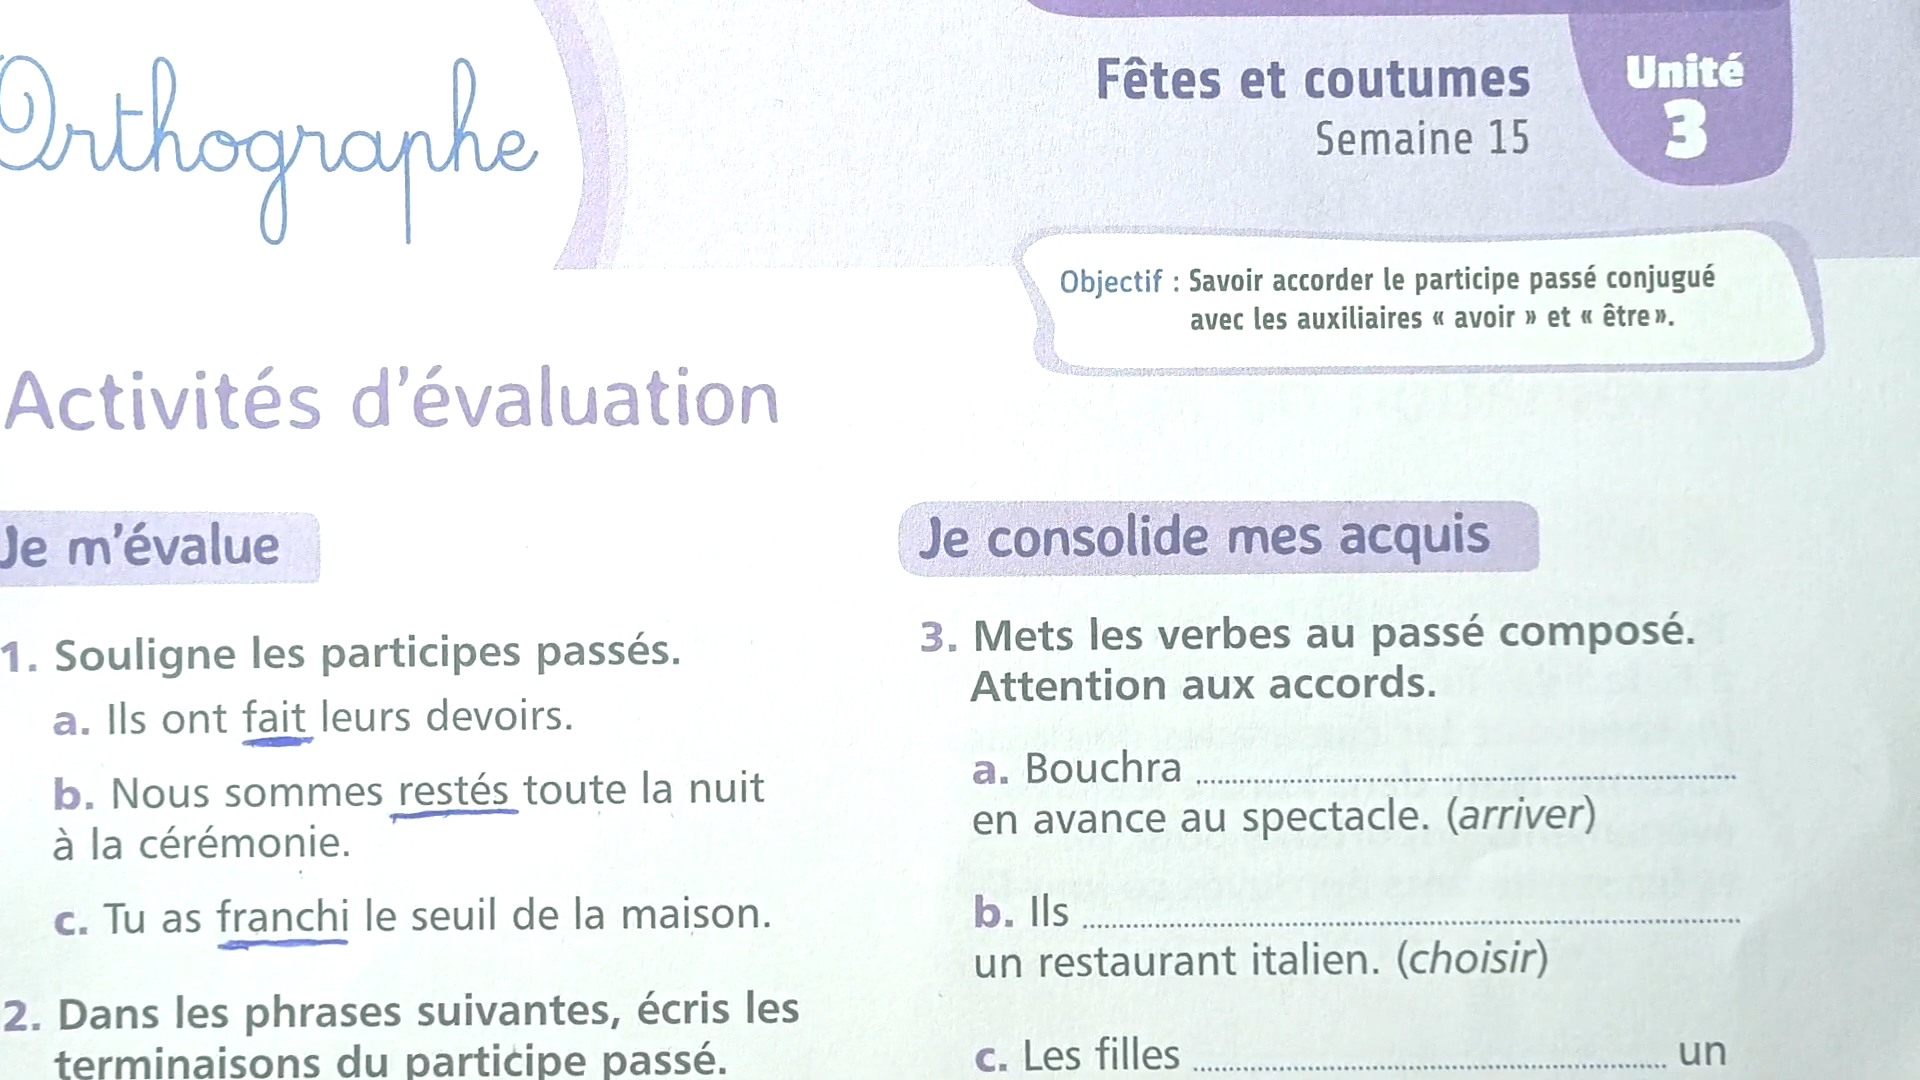 Orthographe
Fêtes et coutumes
Semaine 15
Unité
3
Objectif : Savoir accorder le participe passé conjugué
avec les auxiliaires « avoir » et « être ».
Activités d'évaluation
Je m'évalue
1. Souligne les participes passés.
a. Ils ont fait leurs devoirs.
b. Nous sommes restés toute la nuit
à la cérémonie.
c. Tu as franchi le seuil de la maison.
2. Dans les phrases suivantes, écris les
terminaisons du participe passé.
Je consolide mes acquis
3. Mets les verbes au passé composé.
Attention aux accords.
a. Bouchra ........................
en avance au spectacle. (arriver)
b. Ils ........................
un restaurant italien. (choisir)
c. Les filles ........................ un